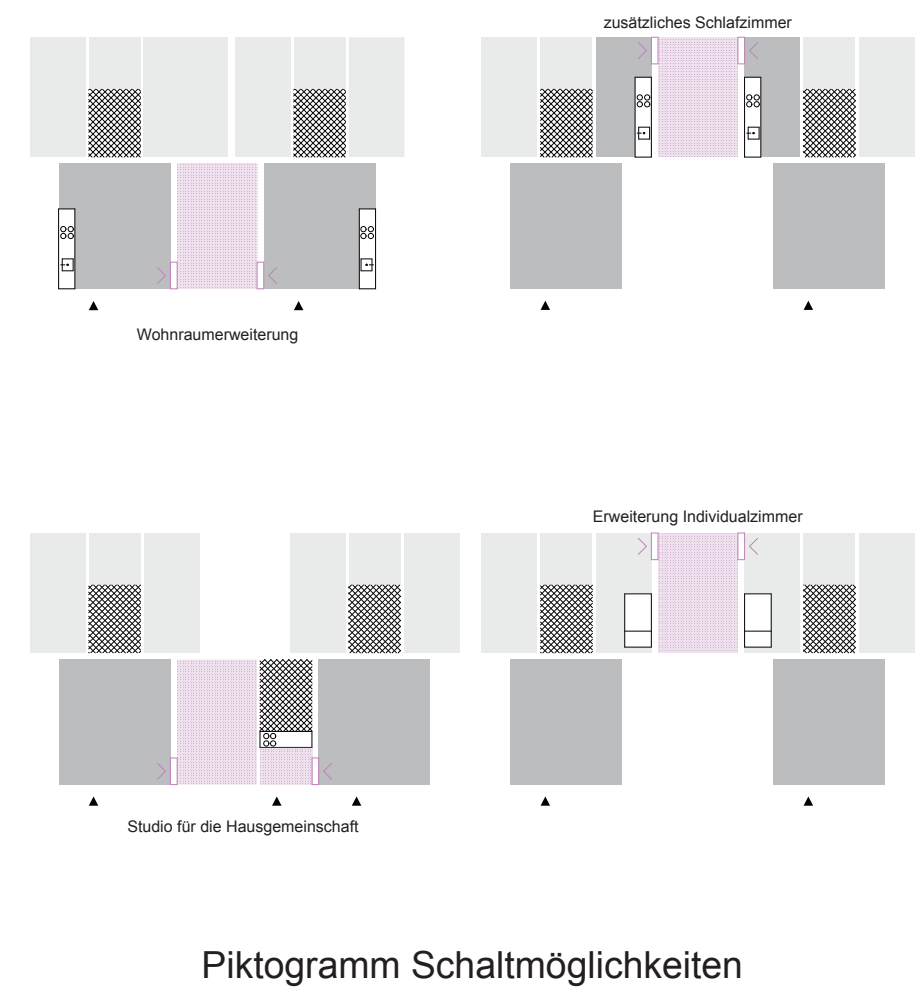 zusätzliches Schlafzimmer
Wohnraumerweiterung
Erweiterung Individualzimmer
Studio für die Hausgemeinschaft
Piktogramm Schaltmöglichkeiten